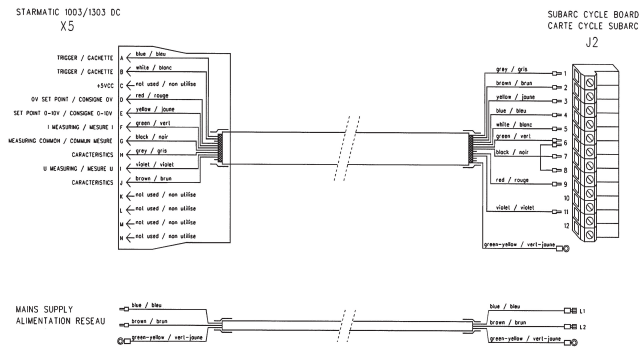 STARMATIC 1003/1303 DC
X5
SUBARC CYCLE BOARD
CARTE CYCLE SUBARC
J2
TRIGGER / GACHETTE A blue / bleu
TRIGGER / GACHETTE B white / blanc
+5VCC C not used / non utilise
0V SET POINT / CONSIGNE 0V D red / rouge
SET POINT 0-10V / CONSIGNE 0-10V E yellow / jaune
I MEASURING / MESURE I F green / vert
MEASURING COMMON / COMMUN MESURE G black / noir
CARACTERISTICS H grey / gris
U MEASURING / MESURE U I violet / violet
CARACTERISTICS J brown / brun
K not used / non utilise
L not used / non utilise
M not used / non utilise
N not used / non utilise
grey / gris 1
brown / brun 2
yellow / jaune 3
blue / bleu 4
white / blanc 5
green / vert 6
black / noir 7
8
red / rouge 9
10
violet / violet 11
12
green-yellow / vert-jaune
MAINS SUPPLY
ALIMENTATION RESEAU
blue / bleu
brown / brun
green-yellow / vert-jaune
blue / bleu L1
brown / brun L2
green-yellow / vert-jaune